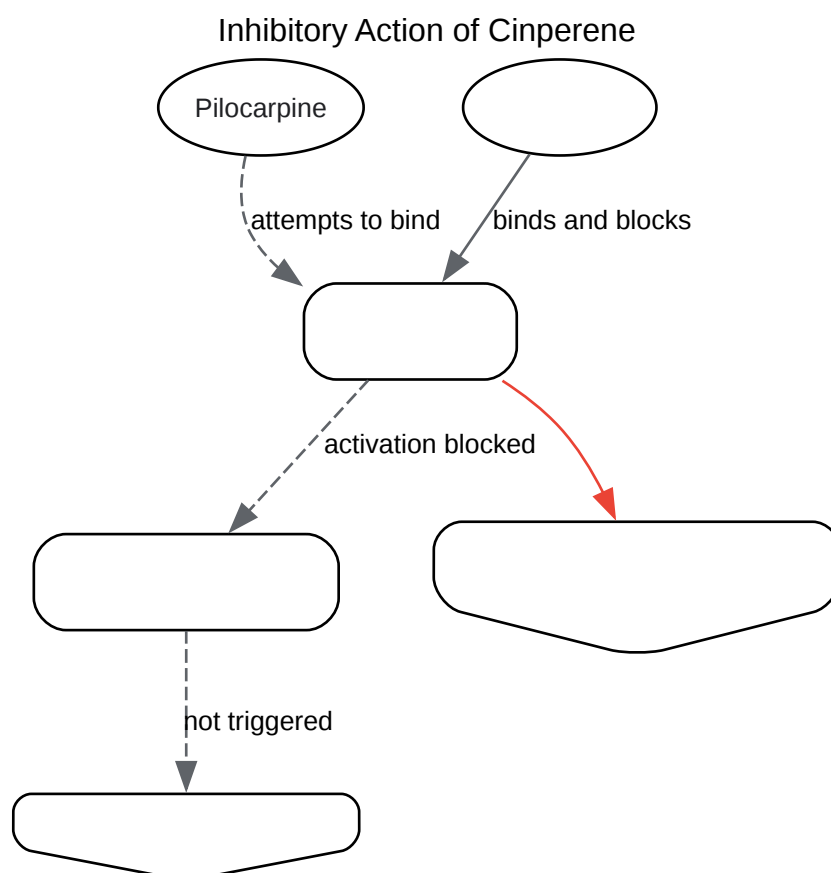 Inhibitory Action of Cinperene
Pilocarpine
attempts to bind
binds and blocks
activation blocked
not triggered